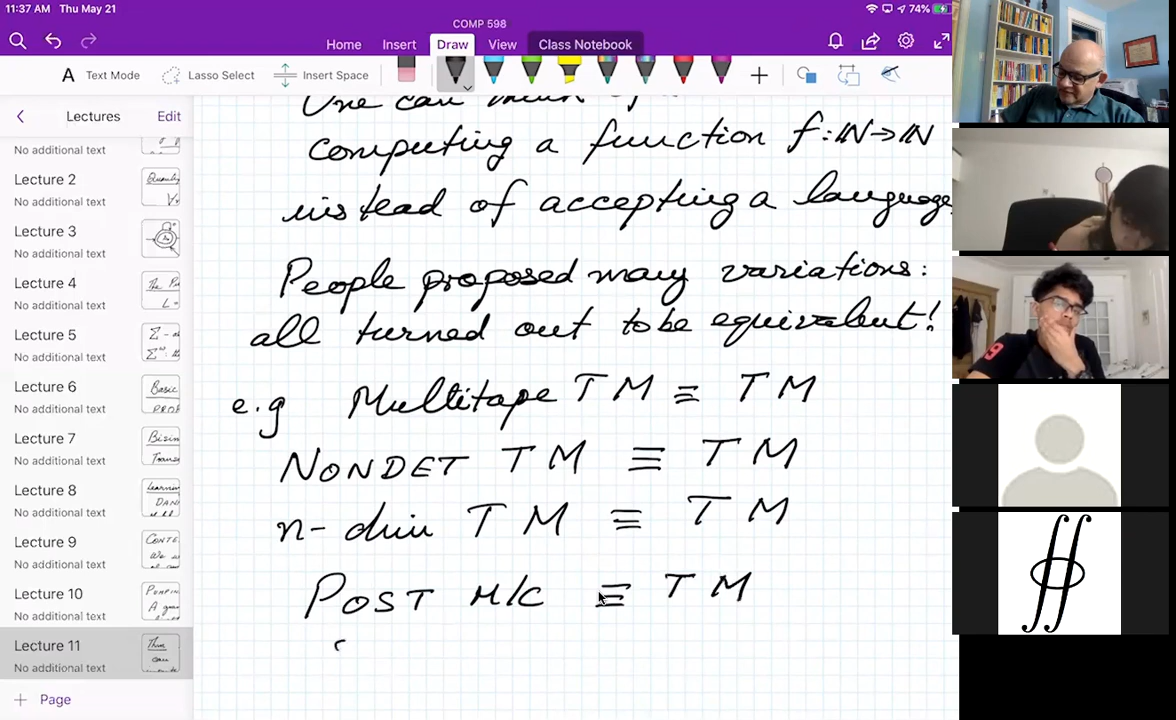 11:37 AM Thu May 21
74%
COMP 598
Home Insert Draw View Class Notebook
A Text Mode Lasso Select Insert Space
Lectures Edit
No additional text
Lecture 2
No additional text
Lecture 3
No additional text
Lecture 4
No additional text
Lecture 5
No additional text
Lecture 6
No additional text
Lecture 7
No additional text
Lecture 8
No additional text
Lecture 9
No additional text
Lecture 10
No additional text
Lecture 11
No additional text
+ Page
One can think of
computing a function f: ℕ→ℕ
instead of accepting a language
People proposed many variations:
all turned out to be equivalent!
e.g Multitape TM ≡ TM
NONDET TM ≡ TM
n-dim TM ≡ TM
POST M/C ≡ TM
9
∯